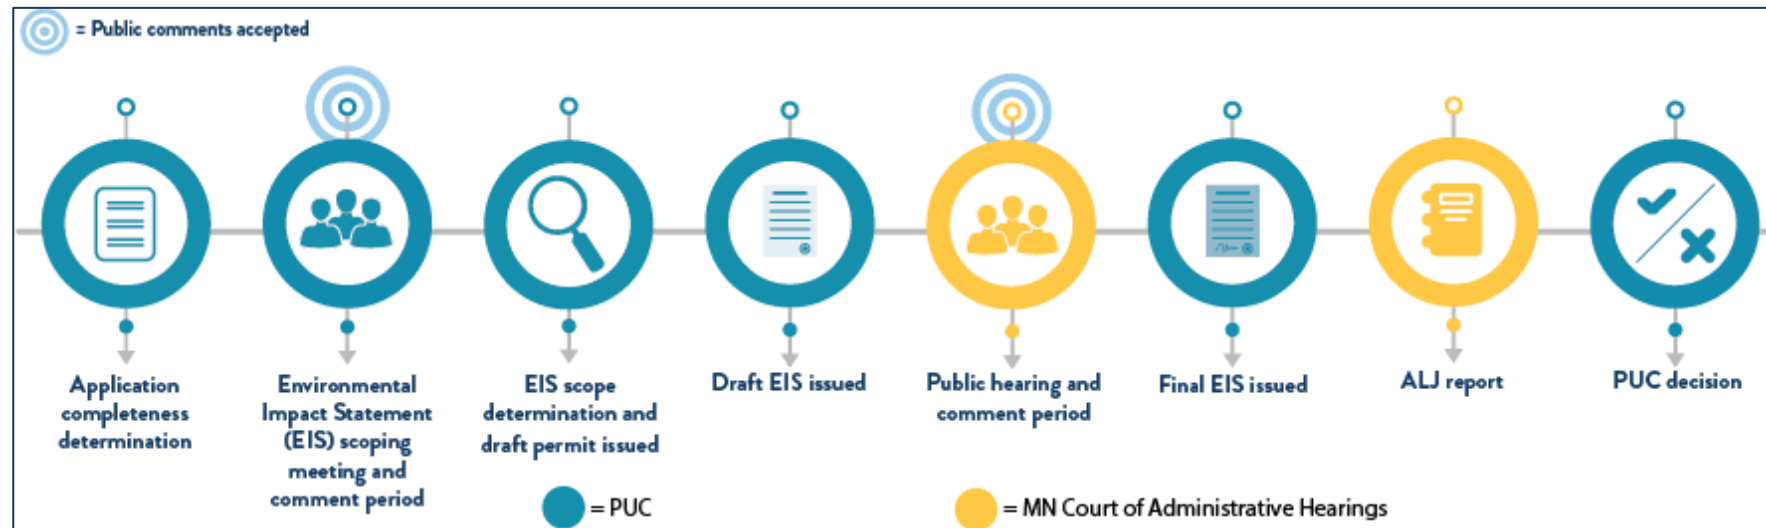 = Public comments accepted
Application
completeness
determination
Environmental
Impact Statement
(EIS) scoping
meeting and
comment period
EIS scope
determination and
draft permit issued
Draft EIS issued
Public hearing and
comment period
Final EIS issued
ALJ report
PUC decision
= PUC
= MN Court of Administrative Hearings